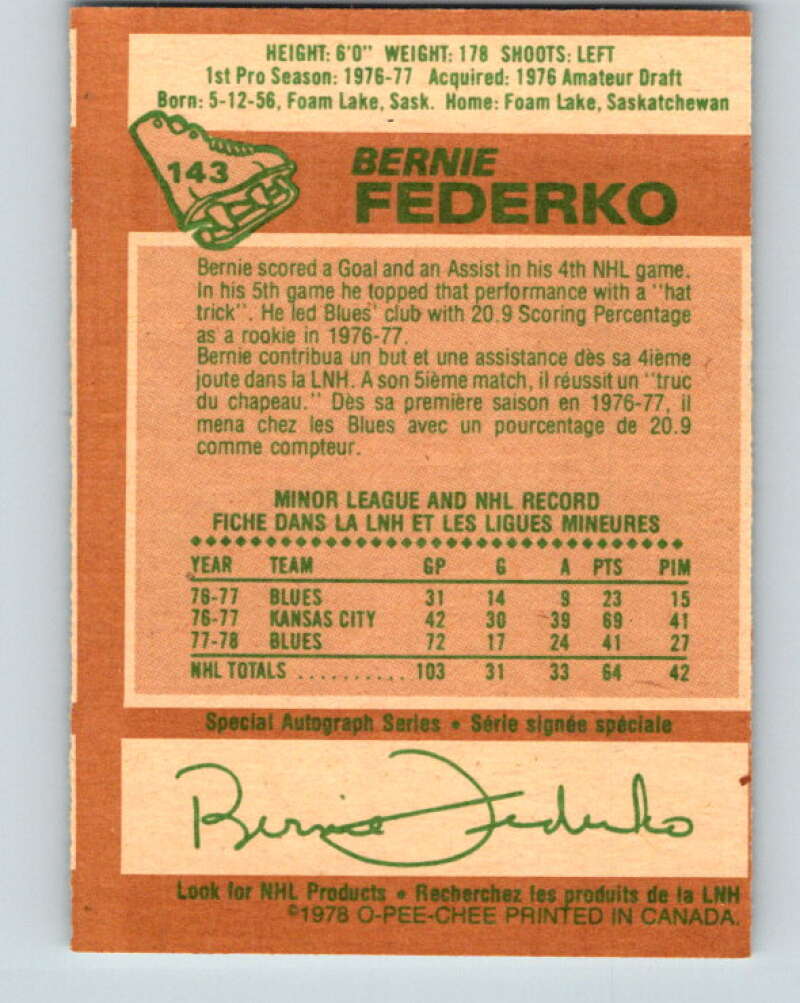 HEIGHT: 6'0" WEIGHT: 178 SHOOTS: LEFT
1st Pro Season: 1976-77 Acquired: 1976 Amateur Draft
Born: 5-12-56, Foam Lake, Sask. Home: Foam Lake, Saskatchewan
143
BERNIE
FEDERKO
Bernie scored a Goal and an Assist in his 4th NHL game.
In his 5th game he topped that performance with a "hat
trick". He led Blues' club with 20.9 Scoring Percentage
as a rookie in 1976-77.
Bernie contribua un but et une assistance dès sa 4ième
joute dans la LNH. A son 5ième match, il réussit un "truc
du chapeau." Dès sa première saison en 1976-77, il
mena chez les Blues avec un pourcentage de 20.9
comme compteur.
MINOR LEAGUE AND NHL RECORD
FICHE DANS LA LNH ET LES LIGUES MINEURES
YEAR TEAM GP G A PTS PIM
76-77 BLUES 31 14 9 23 15
76-77 KANSAS CITY 42 30 39 69 41
77-78 BLUES 72 17 24 41 27
NHL TOTALS .......... 103 31 33 64 42
Special Autograph Series • Série signée spéciale
Bernie Federko
Look for NHL Products • Recherchez les produits de la LNH
©1978 O-PEE-CHEE PRINTED IN CANADA.